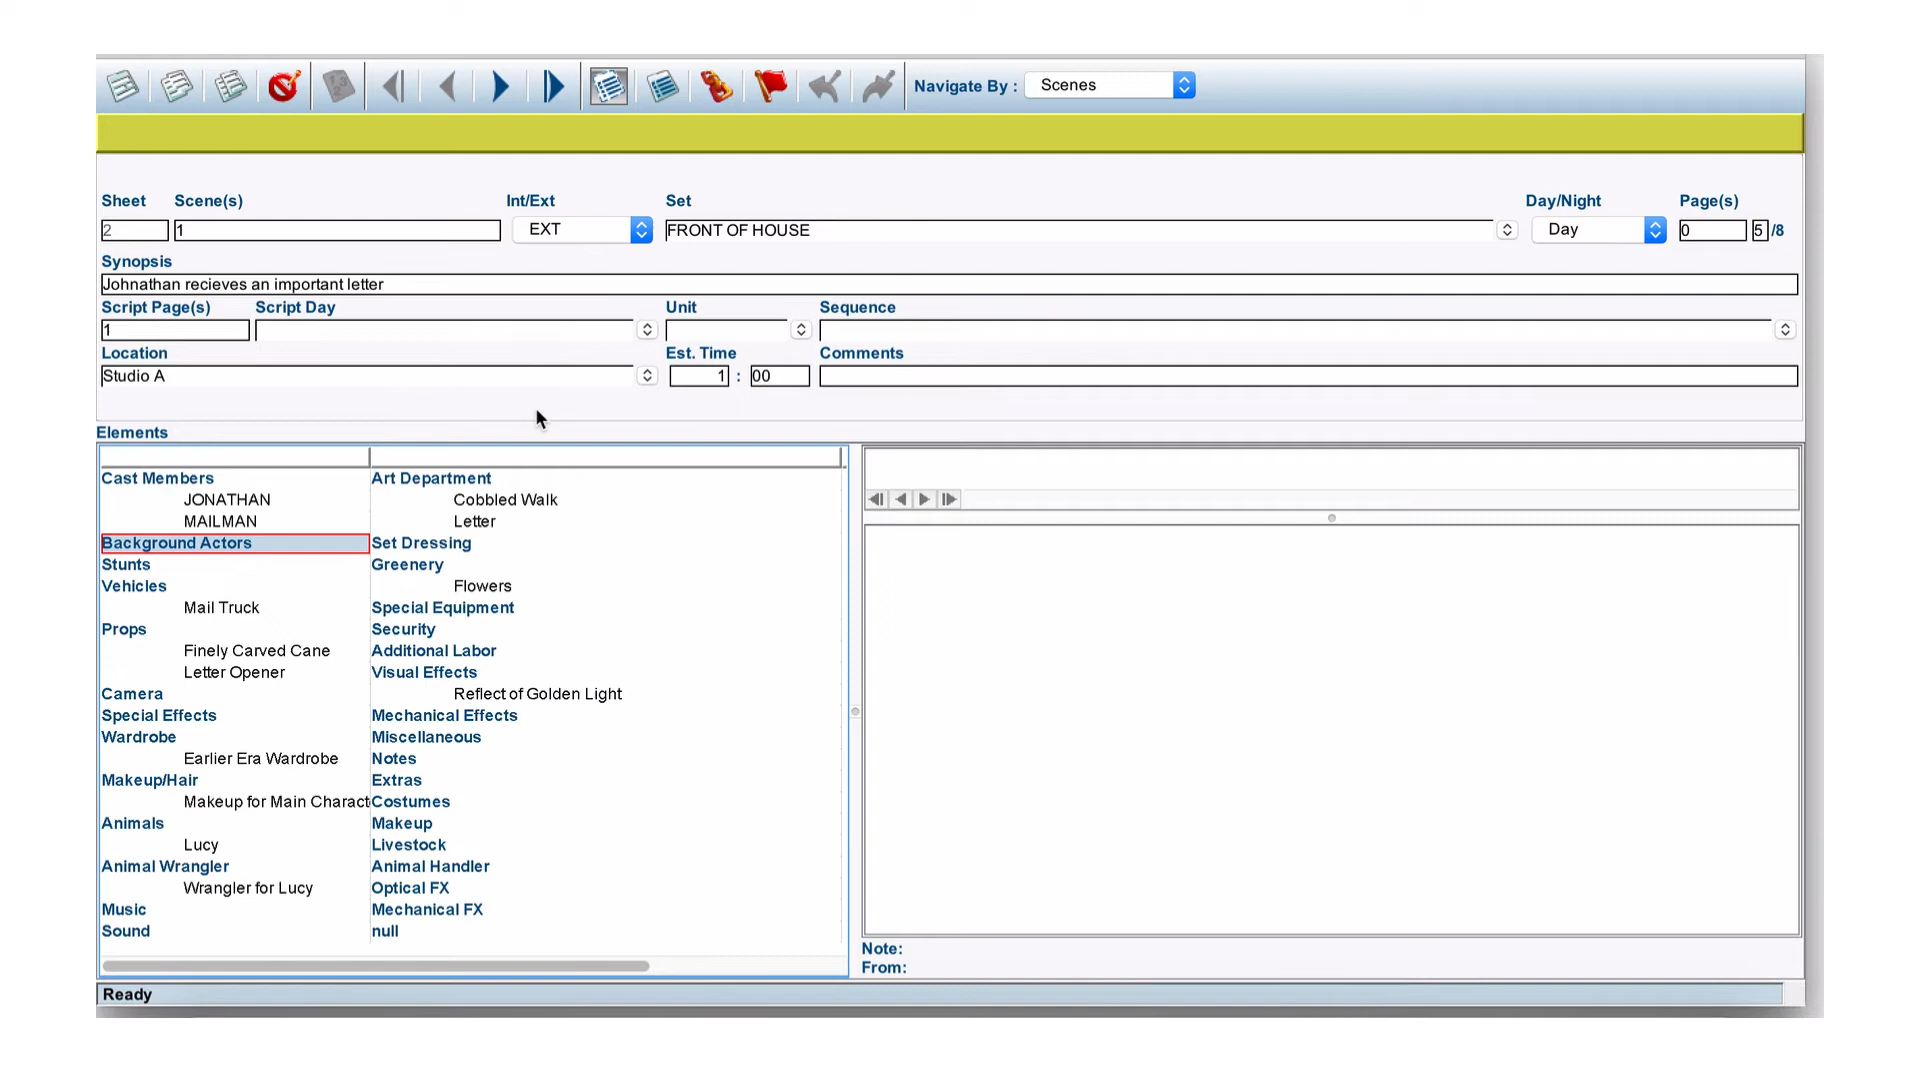 Navigate By : Scenes
Sheet Scene(s) Int/Ext Set Day/Night Page(s)
2 1 EXT FRONT OF HOUSE Day 0 5 /8
Synopsis
Johnathan recieves an important letter
Script Page(s) Script Day Unit Sequence
1
Location Est. Time Comments
Studio A 1 : 00
Elements
Cast Members
JONATHAN
MAILMAN
Background Actors
Stunts
Vehicles
Mail Truck
Props
Finely Carved Cane
Letter Opener
Camera
Special Effects
Wardrobe
Earlier Era Wardrobe
Makeup/Hair
Makeup for Main Charact
Animals
Lucy
Animal Wrangler
Wrangler for Lucy
Music
Sound
Art Department
Cobbled Walk
Letter
Set Dressing
Greenery
Flowers
Special Equipment
Security
Additional Labor
Visual Effects
Reflect of Golden Light
Mechanical Effects
Miscellaneous
Notes
Extras
Costumes
Makeup
Livestock
Animal Handler
Optical FX
Mechanical FX
null
Note:
From:
Ready